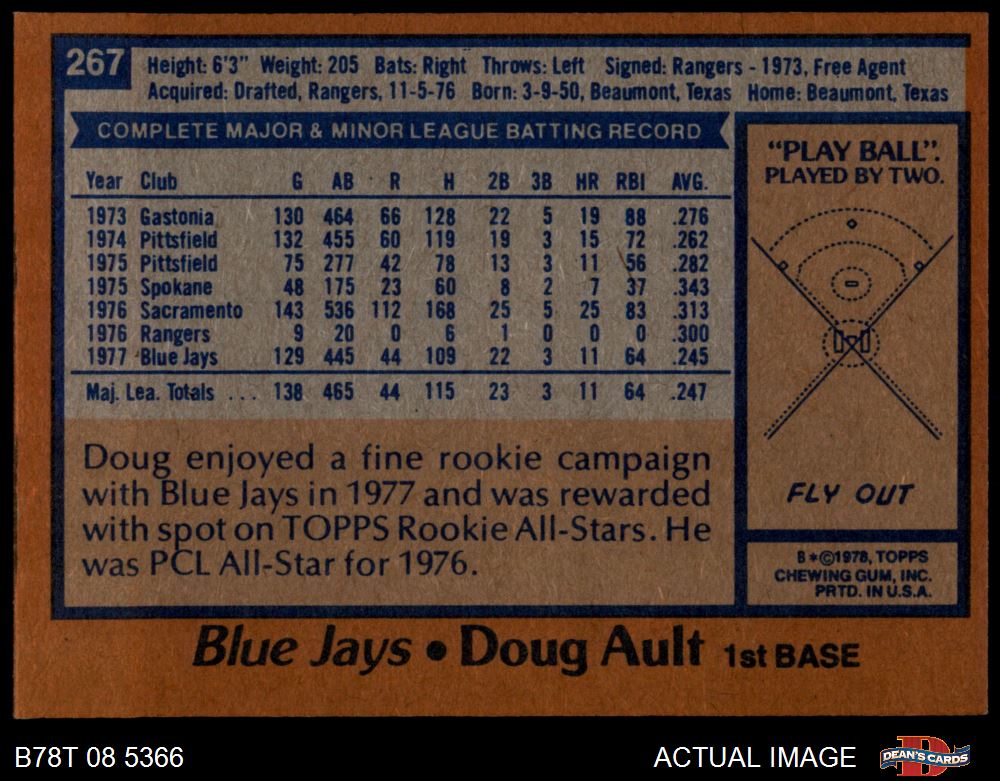 267
Height: 6'3" Weight: 205 Bats: Right Throws: Left Signed: Rangers - 1973, Free Agent
Acquired: Drafted, Rangers, 11-5-76 Born: 3-9-50, Beaumont, Texas Home: Beaumont, Texas
COMPLETE MAJOR & MINOR LEAGUE BATTING RECORD
Year Club G AB R H 2B 3B HR RBI AVG.
1973 Gastonia 130 464 66 128 22 5 19 88 .276
1974 Pittsfield 132 455 60 119 19 3 15 72 .262
1975 Pittsfield 75 277 42 78 13 3 11 56 .282
1975 Spokane 48 175 23 60 8 2 7 37 .343
1976 Sacramento 143 536 112 168 25 5 25 83 .313
1976 Rangers 9 20 0 6 1 0 0 0 .300
1977 Blue Jays 129 445 44 109 22 3 11 64 .245
Maj. Lea. Totals ... 138 465 44 115 23 3 11 64 .247
Doug enjoyed a fine rookie campaign
with Blue Jays in 1977 and was rewarded
with spot on TOPPS Rookie All-Stars. He
was PCL All-Star for 1976.
"PLAY BALL".
PLAYED BY TWO.
FLY OUT
B*©1978, TOPPS
CHEWING GUM, INC.
PRTD. IN U.S.A.
Blue Jays • Doug Ault 1st BASE
B78T 08 5366
ACTUAL IMAGE
DEAN'S CARDS